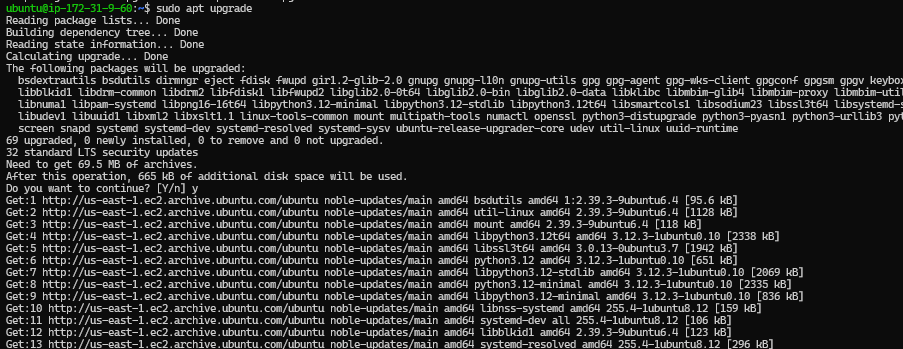 ubuntu@ip-172-31-9-60:~$ sudo apt upgrade
Reading package lists... Done
Building dependency tree... Done
Reading state information... Done
Calculating upgrade... Done
The following packages will be upgraded:
bsdextrautils bsdutils dirmngr eject fdisk fwupd gir1.2-glib-2.0 gnupg gnupg-l10n gnupg-utils gpg gpg-agent gpg-wks-client gpgconf gpgsm gpgv keybox
libblkid1 libdrm-common libdrm2 libfdisk1 libfwupd2 libglib2.0-0t64 libglib2.0-bin libglib2.0-data libklibc libmbim-glib4 libmbim-proxy libmbim-uti
libnuma1 libpam-systemd libpng16-16t64 libpython3.12-minimal libpython3.12-stdlib libpython3.12t64 libsmartcols1 libsodium23 libssl3t64 libsystemd-s
libudev1 libuuid1 libxml2 libxslt1.1 linux-tools-common mount multipath-tools numactl openssl python3-distupgrade python3-pyasn1 python3-urllib3 pyt
screen snapd systemd systemd-dev systemd-resolved systemd-sysv ubuntu-release-upgrader-core udev util-linux uuid-runtime
69 upgraded, 0 newly installed, 0 to remove and 0 not upgraded.
32 standard LTS security updates
Need to get 69.5 MB of archives.
After this operation, 665 kB of additional disk space will be used.
Do you want to continue? [Y/n] y
Get:1 http://us-east-1.ec2.archive.ubuntu.com/ubuntu noble-updates/main amd64 bsdutils amd64 1:2.39.3-9ubuntu6.4 [95.6 kB]
Get:2 http://us-east-1.ec2.archive.ubuntu.com/ubuntu noble-updates/main amd64 util-linux amd64 2.39.3-9ubuntu6.4 [1128 kB]
Get:3 http://us-east-1.ec2.archive.ubuntu.com/ubuntu noble-updates/main amd64 mount amd64 2.39.3-9ubuntu6.4 [118 kB]
Get:4 http://us-east-1.ec2.archive.ubuntu.com/ubuntu noble-updates/main amd64 libpython3.12t64 amd64 3.12.3-1ubuntu0.10 [2338 kB]
Get:5 http://us-east-1.ec2.archive.ubuntu.com/ubuntu noble-updates/main amd64 libssl3t64 amd64 3.0.13-0ubuntu3.7 [1942 kB]
Get:6 http://us-east-1.ec2.archive.ubuntu.com/ubuntu noble-updates/main amd64 python3.12 amd64 3.12.3-1ubuntu0.10 [651 kB]
Get:7 http://us-east-1.ec2.archive.ubuntu.com/ubuntu noble-updates/main amd64 libpython3.12-stdlib amd64 3.12.3-1ubuntu0.10 [2069 kB]
Get:8 http://us-east-1.ec2.archive.ubuntu.com/ubuntu noble-updates/main amd64 python3.12-minimal amd64 3.12.3-1ubuntu0.10 [2335 kB]
Get:9 http://us-east-1.ec2.archive.ubuntu.com/ubuntu noble-updates/main amd64 libpython3.12-minimal amd64 3.12.3-1ubuntu0.10 [836 kB]
Get:10 http://us-east-1.ec2.archive.ubuntu.com/ubuntu noble-updates/main amd64 libnss-systemd amd64 255.4-1ubuntu8.12 [159 kB]
Get:11 http://us-east-1.ec2.archive.ubuntu.com/ubuntu noble-updates/main amd64 systemd-dev all 255.4-1ubuntu8.12 [106 kB]
Get:12 http://us-east-1.ec2.archive.ubuntu.com/ubuntu noble-updates/main amd64 libblkid1 amd64 2.39.3-9ubuntu6.4 [123 kB]
Get:13 http://us-east-1.ec2.archive.ubuntu.com/ubuntu noble-updates/main amd64 systemd-resolved amd64 255.4-1ubuntu8.12 [296 kB]